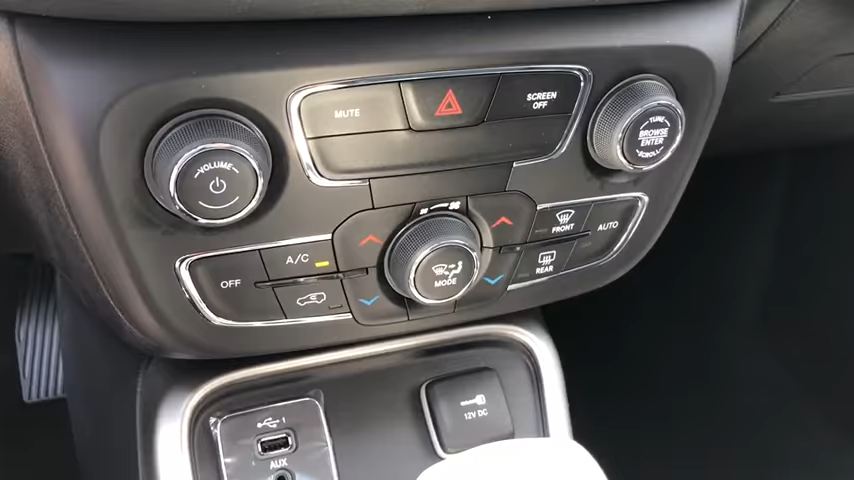 MUTE
SCREEN
OFF
TUNE
BROWSE
ENTER
SCROLL
VOLUME
FRONT
AUTO
A/C
OFF
MODE
REAR
1
12V DC
AUX